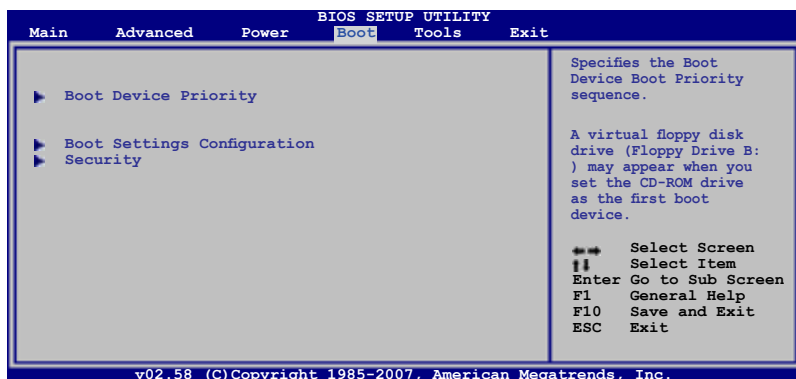 BIOS SETUP UTILITY
Main Advanced Power Boot Tools Exit
Boot Device Priority
Boot Settings Configuration
Security
Specifies the Boot
Device Boot Priority
sequence.
A virtual floppy disk
drive (Floppy Drive B:
) may appear when you
set the CD-ROM drive
as the first boot
device.
Select Screen
Select Item
Enter Go to Sub Screen
F1 General Help
F10 Save and Exit
ESC Exit
v02.58 (C)Copyright 1985-2007, American Megatrends, Inc.